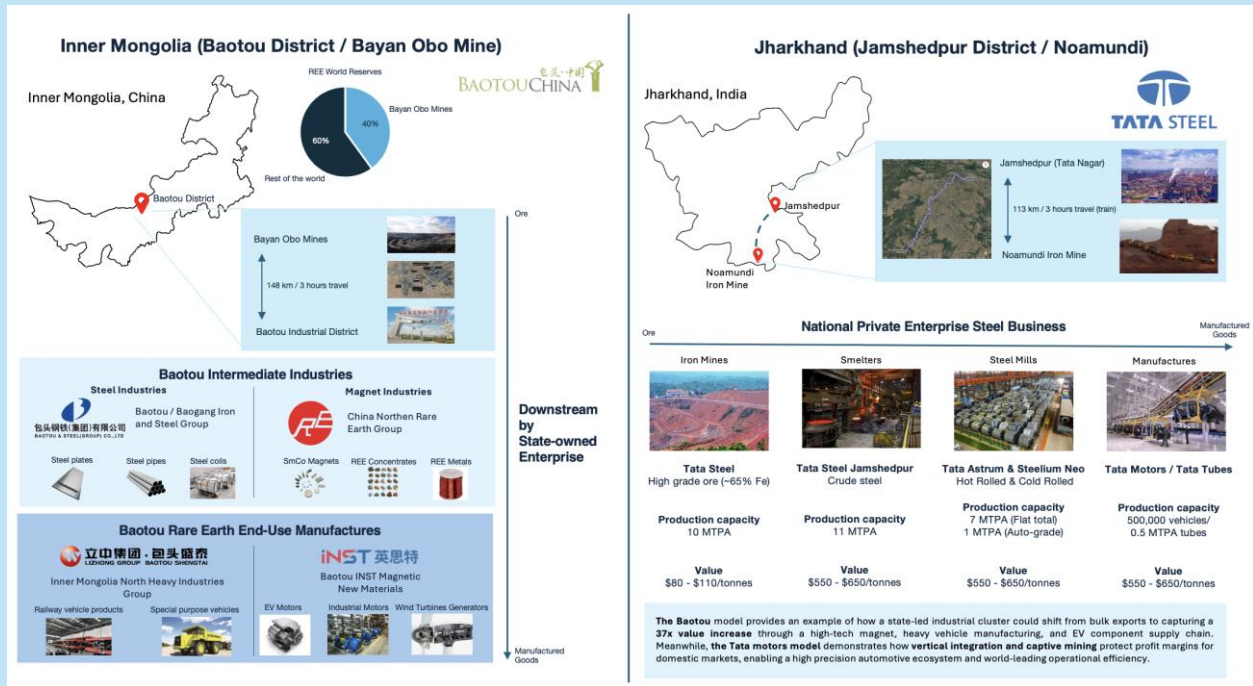 Inner Mongolia (Baotou District / Bayan Obo Mine)
包头·中国
BAOTOUCHINA
Inner Mongolia, China
REE World Reserves
Bayan Obo Mines
40%
60%
Rest of the world
Baotou District
Bayan Obo Mines
148 km / 3 hours travel
Baotou Industrial District
Ore
Downstream
by
State-owned
Enterprise
Manufactured
Goods
Baotou Intermediate Industries
Steel Industries
包头钢铁(集团)有限公司
BAOTOU & STEEL(GROUP) CO.,LTD
Baotou / Baogang Iron
and Steel Group
Steel plates
Steel pipes
Steel coils
Magnet Industries
China Northen Rare
Earth Group
SmCo Magnets
REE Concentrates
REE Metals
Baotou Rare Earth End-Use Manufactures
立中集团·包头盛泰
LIZHONG GROUP BAOTOU SHENGTAI
Inner Mongolia North Heavy Industries
Group
Railway vehicle products
Special purpose vehicles
iNST 英思特
Baotou INST Magnetic
New Materials
EV Motors
Industrial Motors
Wind Turbines Generators
Jharkhand (Jamshedpur District / Noamundi)
Jharkhand, India
TATA STEEL
Jamshedpur
Noamundi
Iron Mine
Jamshedpur (Tata Nagar)
113 km / 3 hours travel (train)
Noamundi Iron Mine
National Private Enterprise Steel Business
Ore
Manufactured
Goods
Iron Mines
Smelters
Steel Mills
Manufactures
Tata Steel
High grade ore (~65% Fe)
Production capacity
10 MTPA
Value
$80 - $110/tonnes
Tata Steel Jamshedpur
Crude steel
Production capacity
11 MTPA
Value
$550 - $650/tonnes
Tata Astrum & Steelium Neo
Hot Rolled & Cold Rolled
Production capacity
7 MTPA (Flat total)
1 MTPA (Auto-grade)
Value
$550 - $650/tonnes
Tata Motors / Tata Tubes
Production capacity
500,000 vehicles/
0.5 MTPA tubes
Value
$550 - $650/tonnes
The Baotou model provides an example of how a state-led industrial cluster could shift from bulk exports to capturing a
37x value increase through a high-tech magnet, heavy vehicle manufacturing, and EV component supply chain.
Meanwhile, the Tata motors model demonstrates how vertical integration and captive mining protect profit margins for
domestic markets, enabling a high precision automotive ecosystem and world-leading operational efficiency.